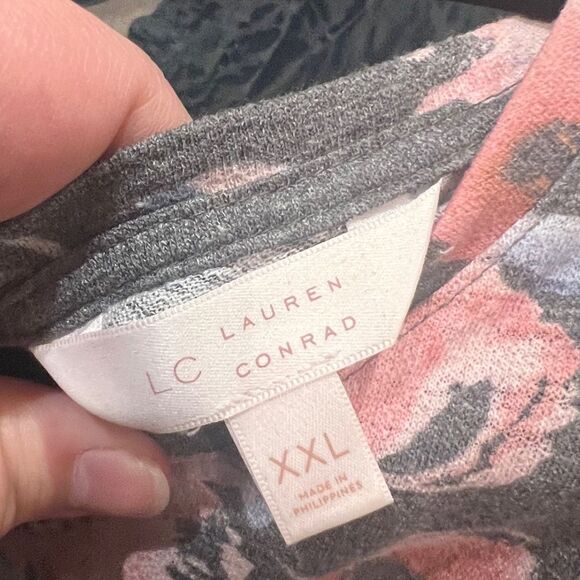 LC LAUREN
CONRAD
XXL
MADE IN
PHILIPPINES